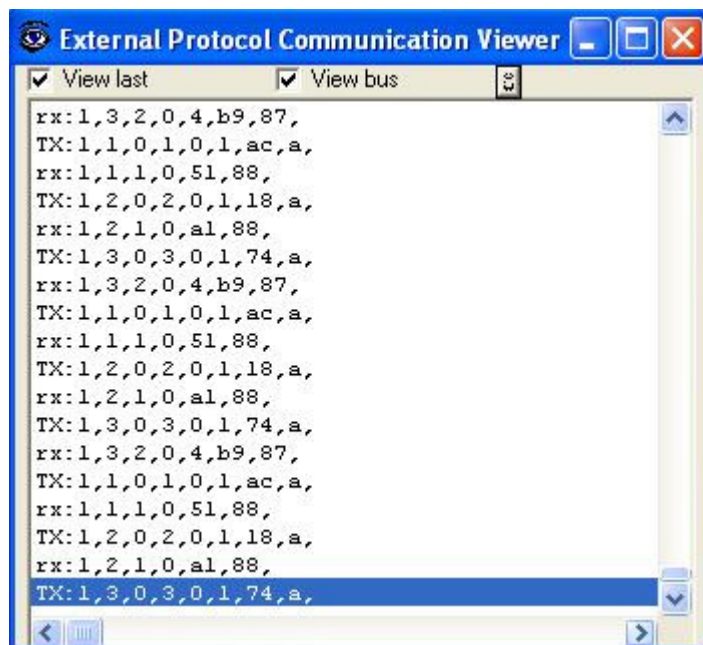 External Protocol Communication Viewer
View last View bus
rx:1,3,2,0,4,b9,87,
TX:1,1,0,1,0,1,ac,a,
rx:1,1,1,0,51,88,
TX:1,2,0,2,0,1,18,a,
rx:1,2,1,0,a1,88,
TX:1,3,0,3,0,1,74,a,
rx:1,3,2,0,4,b9,87,
TX:1,1,0,1,0,1,ac,a,
rx:1,1,1,0,51,88,
TX:1,2,0,2,0,1,18,a,
rx:1,2,1,0,a1,88,
TX:1,3,0,3,0,1,74,a,
rx:1,3,2,0,4,b9,87,
TX:1,1,0,1,0,1,ac,a,
rx:1,1,1,0,51,88,
TX:1,2,0,2,0,1,18,a,
rx:1,2,1,0,a1,88,
TX:1,3,0,3,0,1,74,a,